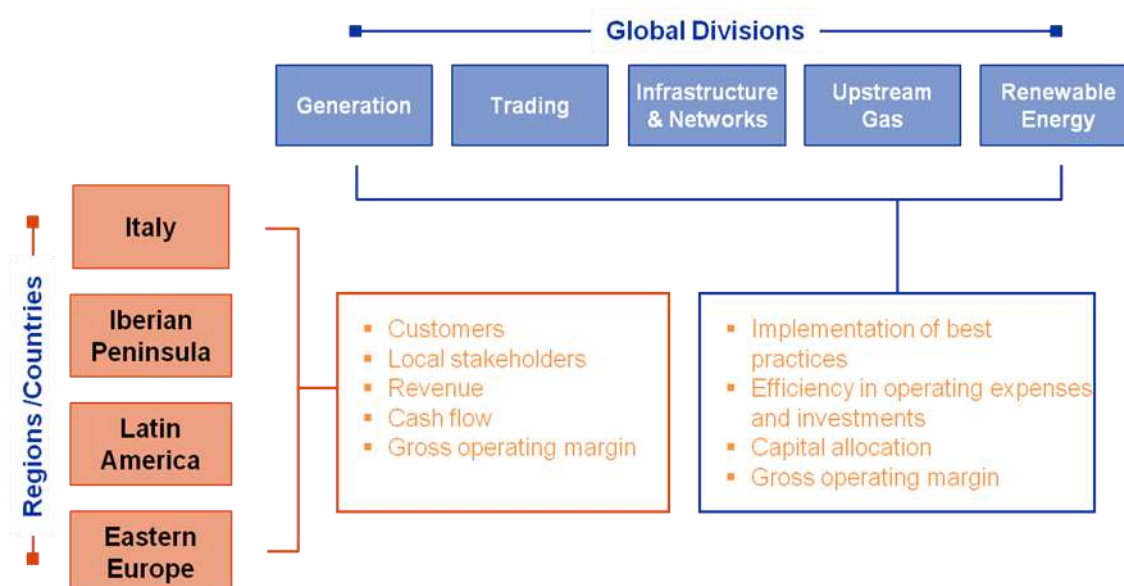 Global Divisions
Generation
Trading
Infrastructure
& Networks
Upstream
Gas
Renewable
Energy
Regions /Countries
Italy
Iberian
Peninsula
Latin
America
Eastern
Europe
▪ Customers
▪ Local stakeholders
▪ Revenue
▪ Cash flow
▪ Gross operating margin
▪ Implementation of best
practices
▪ Efficiency in operating expenses
and investments
▪ Capital allocation
▪ Gross operating margin